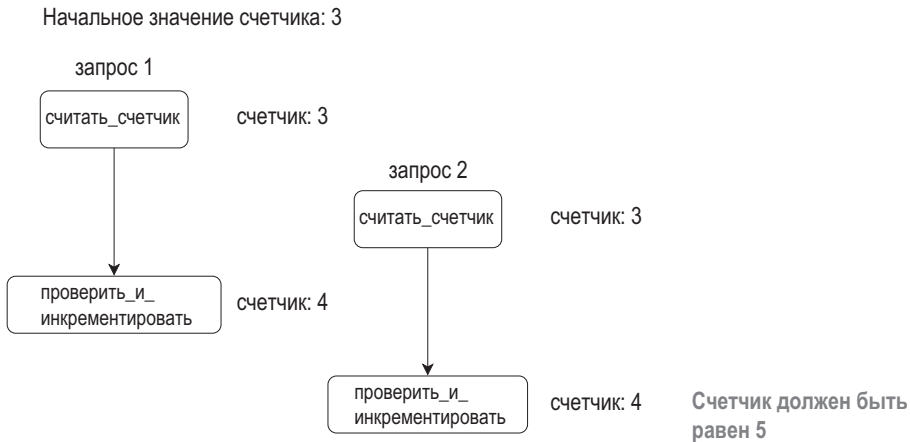 Начальное значение счетчика: 3
запрос 1
считать_счетчик
счетчик: 3
запрос 2
считать_счетчик
счетчик: 3
проверить_и_
инкрементировать
счетчик: 4
проверить_и_
инкрементировать
счетчик: 4
Счетчик должен быть
равен 5